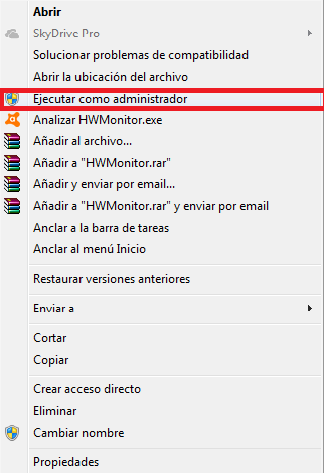 Abrir
SkyDrive Pro
Solucionar problemas de compatibilidad
Abrir la ubicación del archivo
Ejecutar como administrador
Analizar HWMonitor.exe
Añadir al archivo...
Añadir a "HWMonitor.rar"
Añadir y enviar por email...
Añadir a "HWMonitor.rar" y enviar por email
Anclar a la barra de tareas
Anclar al menú Inicio
Restaurar versiones anteriores
Enviar a
Cortar
Copiar
Crear acceso directo
Eliminar
Cambiar nombre
Propiedades